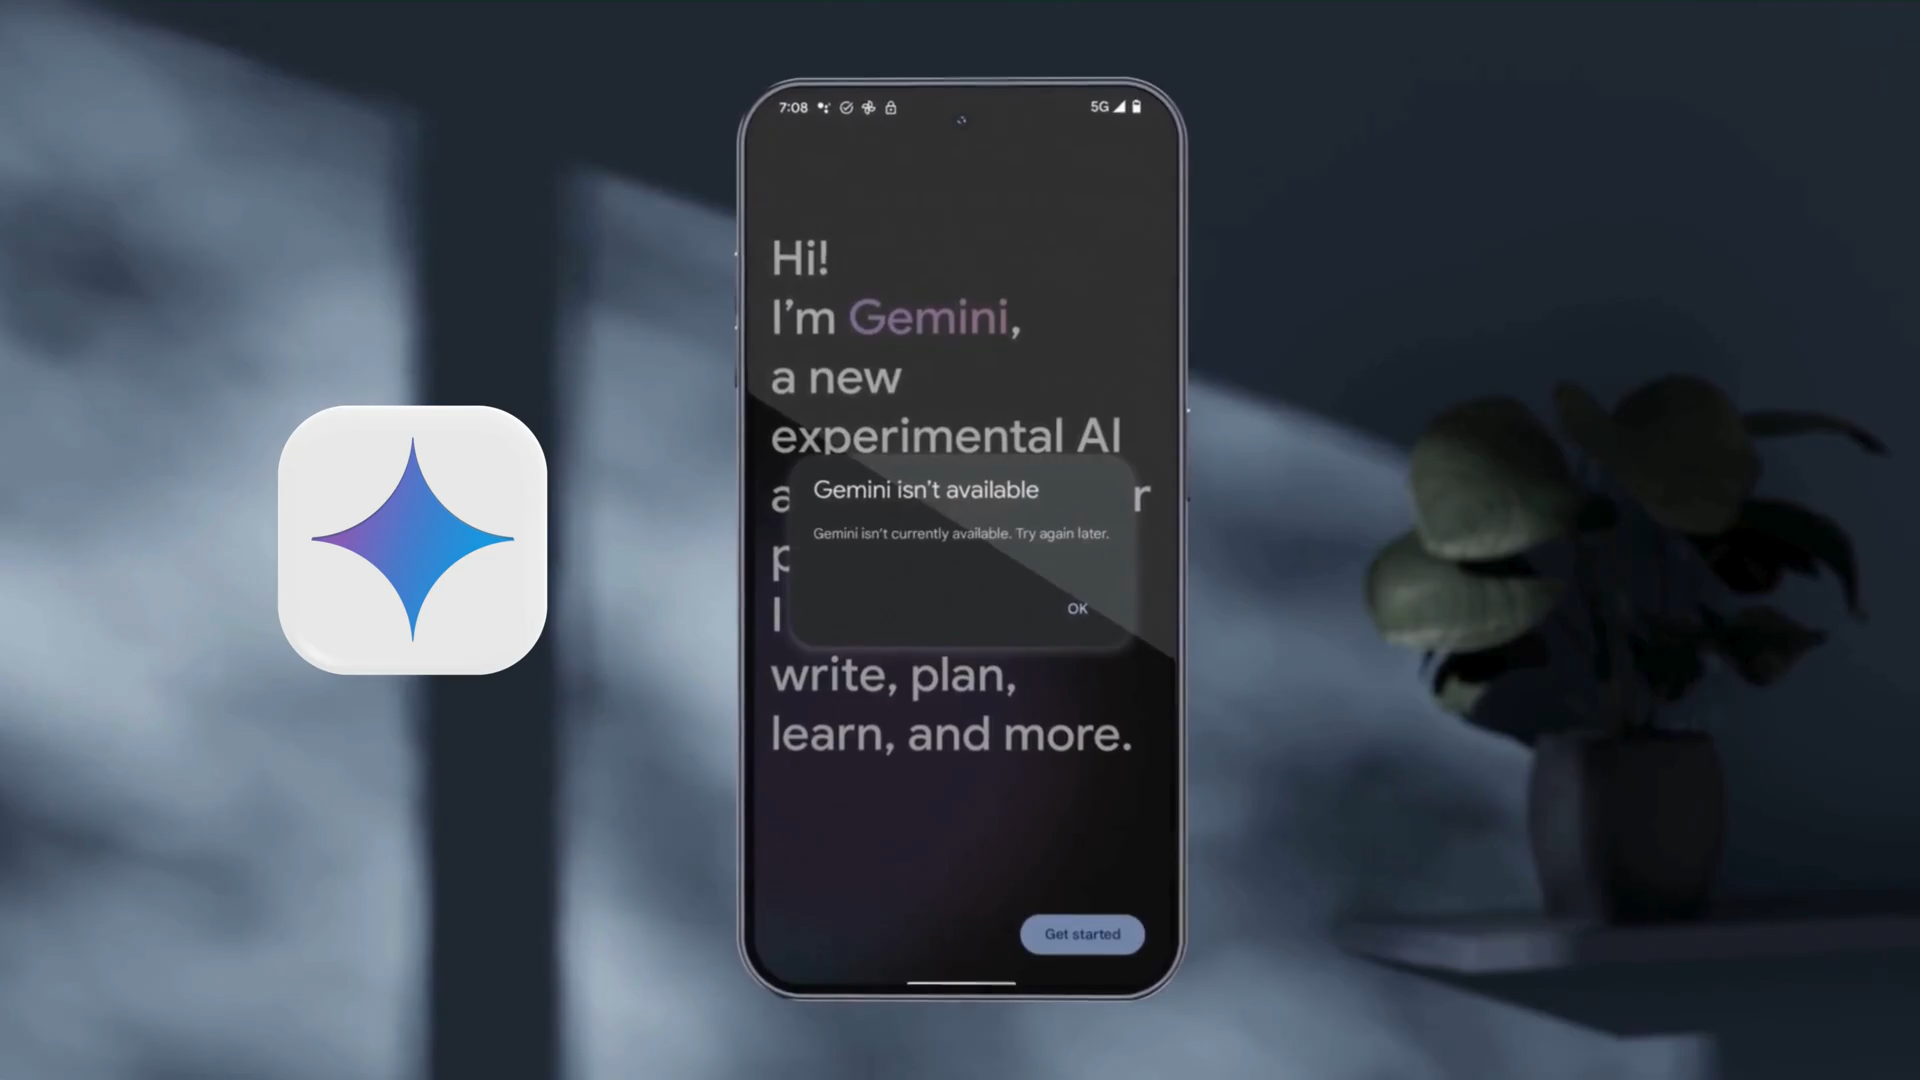 7:08
5G
Hi!
I'm Gemini,
a new
experimental AI
a r
Gemini isn't available
Gemini isn't currently available. Try again later.
OK
p
I
write, plan,
learn, and more.
Get started